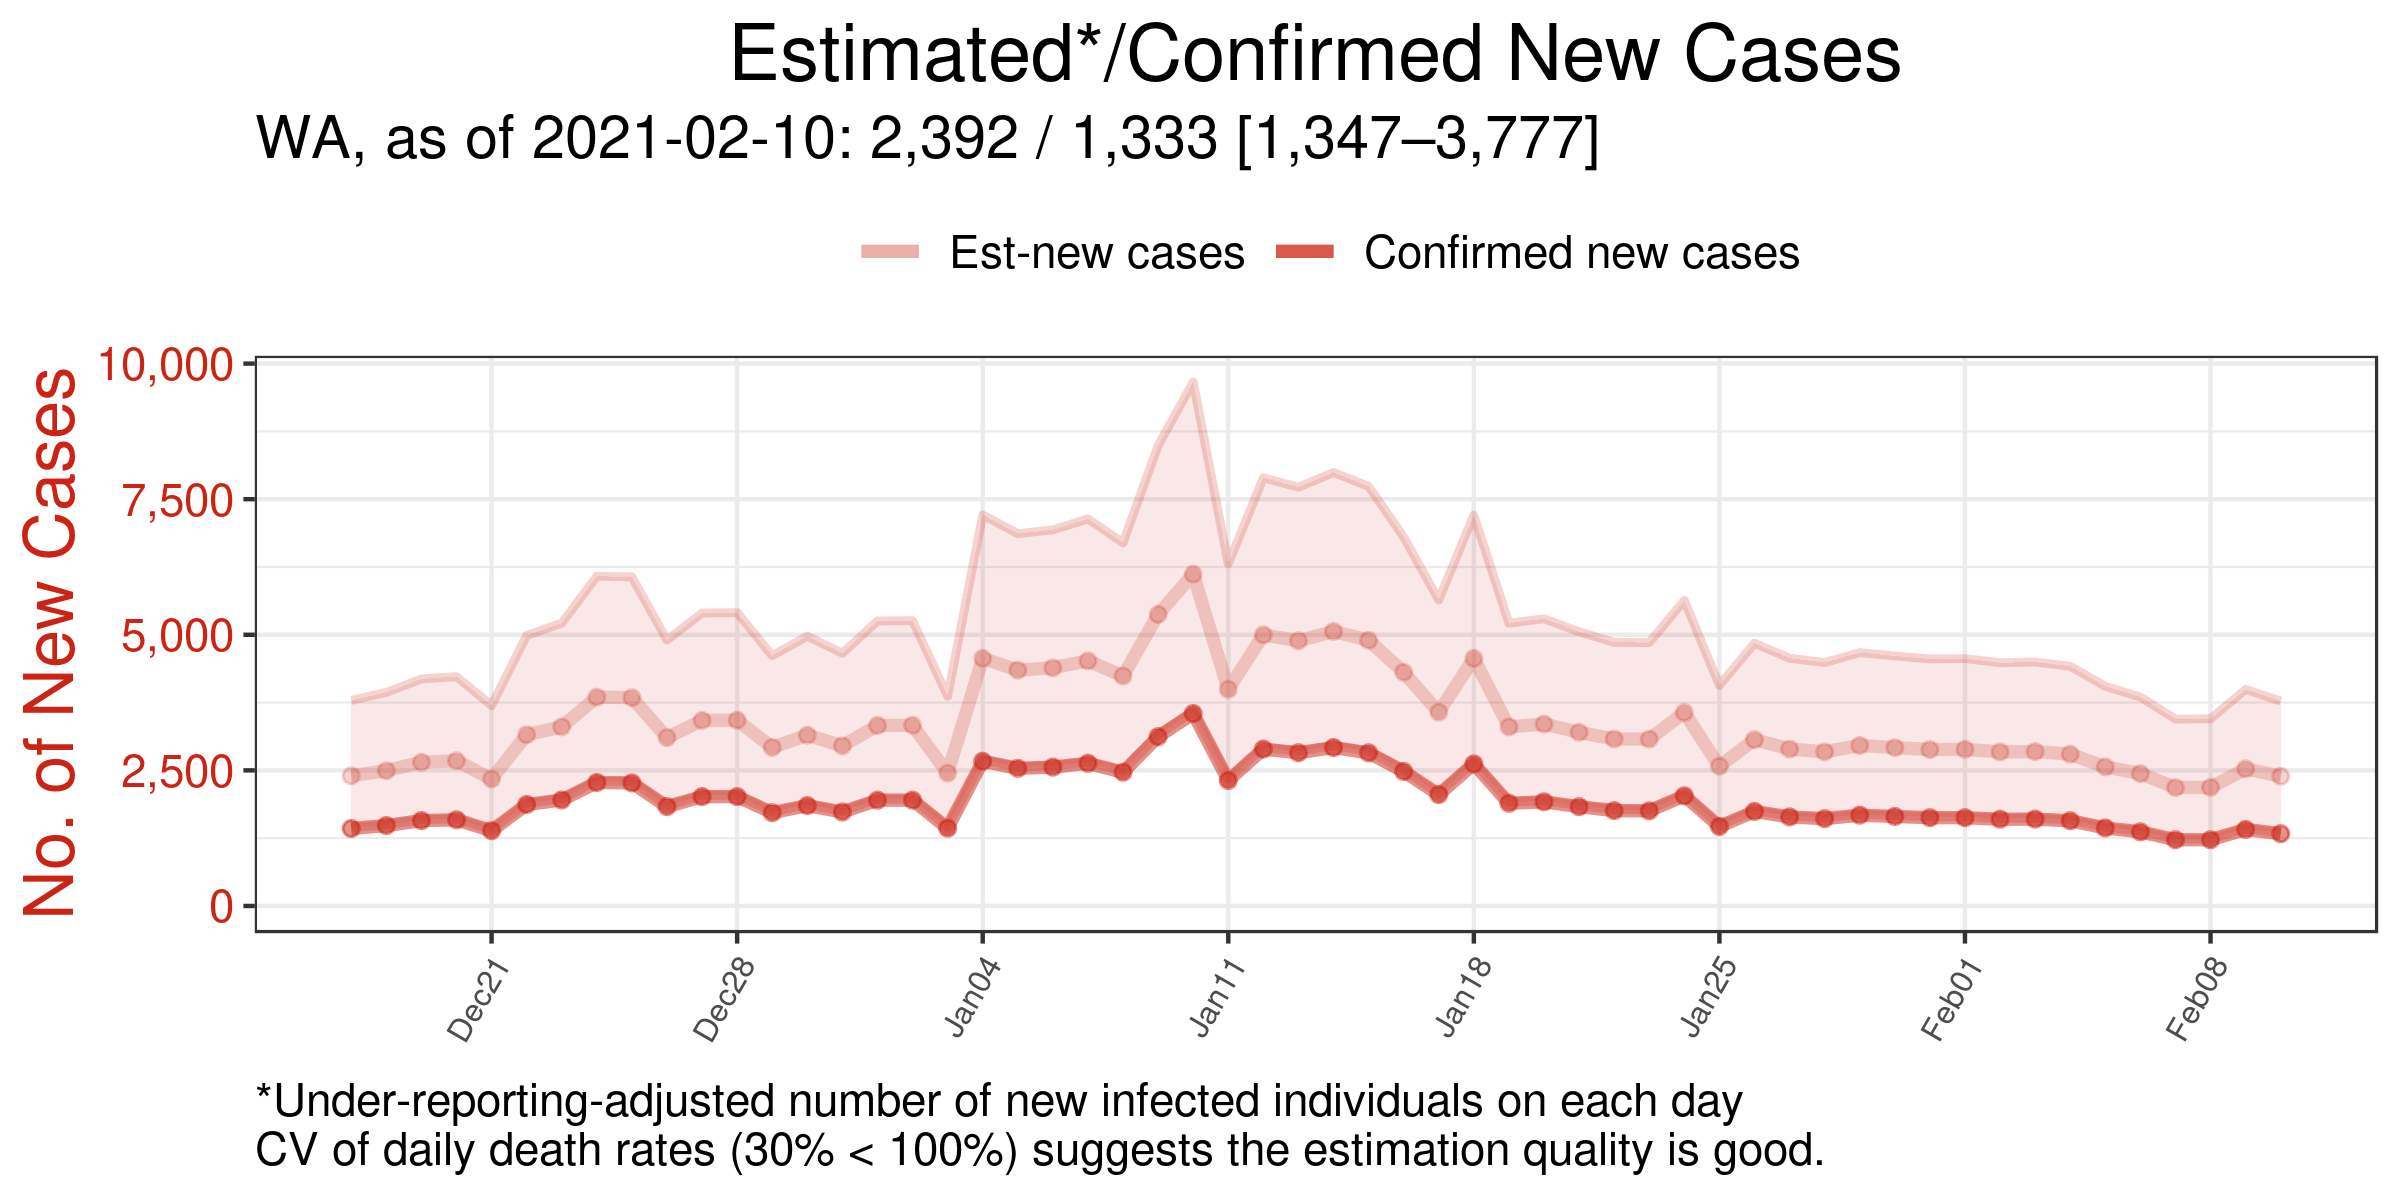 Estimated*/Confirmed New Cases
WA, as of 2021-02-10: 2,392 / 1,333 [1,347–3,777]
Est-new cases Confirmed new cases
No. of New Cases
10,000
7,500
5,000
2,500
0
Dec21 Dec28 Jan04 Jan11 Jan18 Jan25 Feb01 Feb08
*Under-reporting-adjusted number of new infected individuals on each day
CV of daily death rates (30% < 100%) suggests the estimation quality is good.